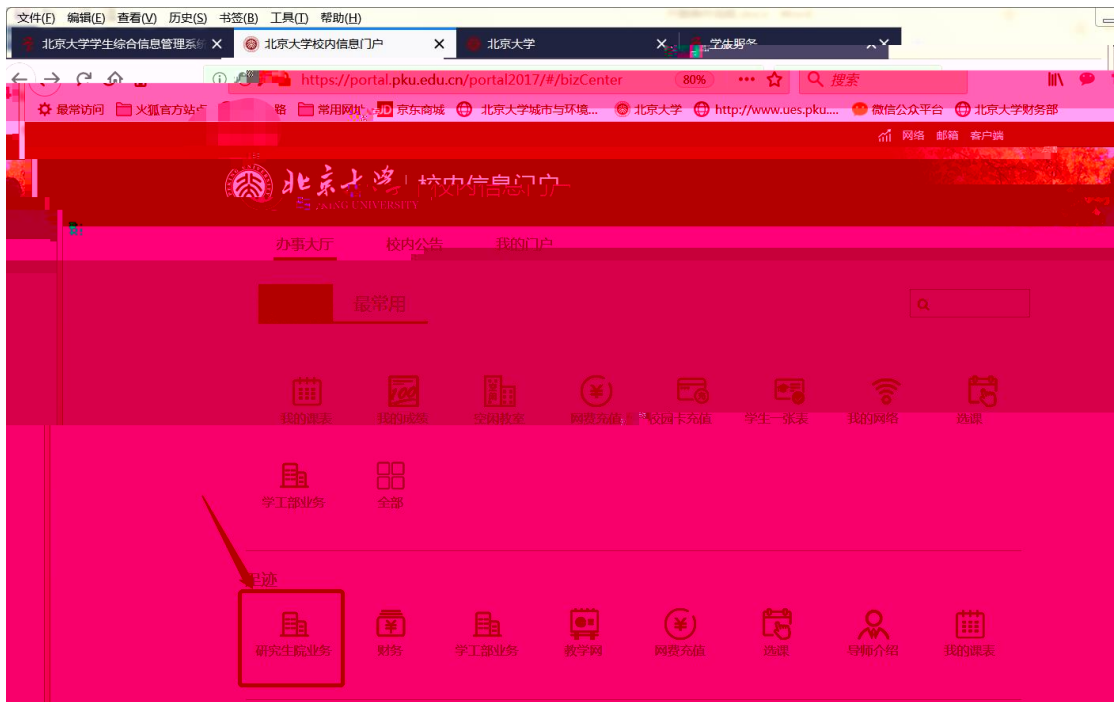 文件(F) 编辑(E) 查看(V) 历史(S) 书签(B) 工具(T) 帮助(H)
北京大学学生综合信息管理系统 北京大学校内信息门户 北京大学
https://portal.pku.edu.cn/portal2017/#/bizCenter 80% 搜索
最常访问 火狐官方站点 常用网址 京东商城 北京大学城市与环境... 北京大学 http://www.ues.pku.... 微信公众平台 北京大学财务部
网络 邮箱 客户端
北京大学 校内信息门户
办事大厅 校内公告 我的门户
最常用
我的课表 我的成绩 空闲教室 网费充值 校园卡充值 学生一张表 我的网络 选课
学工部业务 全部
足迹
研究生院业务 财务 学工部业务 教学网 网费充值 选课 导师介绍 我的课表